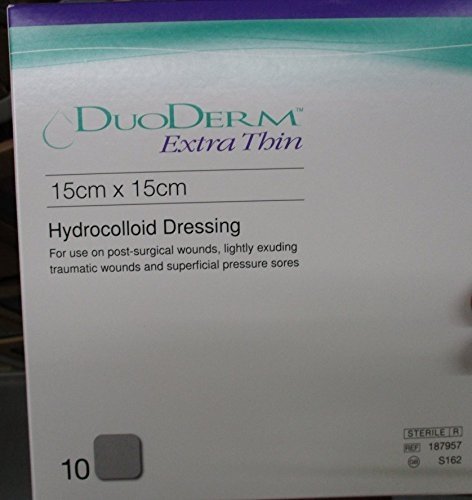 DUODERM™
Extra Thin
15cm x 15cm
Hydrocolloid Dressing
For use on post-surgical wounds, lightly exuding
traumatic wounds and superficial pressure sores
STERILE R
REF 187957
GB S162
10